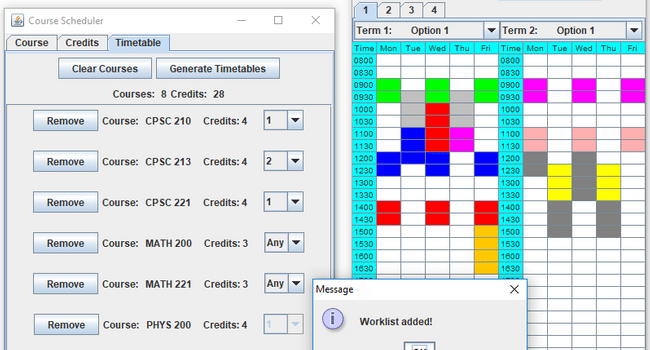 Course Scheduler
Course Credits Timetable
Clear Courses Generate Timetables
Courses: 8 Credits: 28
Remove Course: CPSC 210 Credits: 4 1
Remove Course: CPSC 213 Credits: 4 2
Remove Course: CPSC 221 Credits: 4 1
Remove Course: MATH 200 Credits: 3 Any
Remove Course: MATH 221 Credits: 3 Any
Remove Course: PHYS 200 Credits: 4 1
1 2 3 4
Term 1: Option 1 Term 2: Option 1
Time Mon Tue Wed Thu Fri Time Mon Tue Wed Thu Fri
0800 0800
0830 0830
0900 0900
0930 0930
1000 1000
1030 1030
1100 1100
1130 1130
1200 1200
1230 1230
1300 1300
1330 1330
1400 1400
1430 1430
1500 1500
1530 1530
1600 1600
1630 1630
Message
Worklist added!